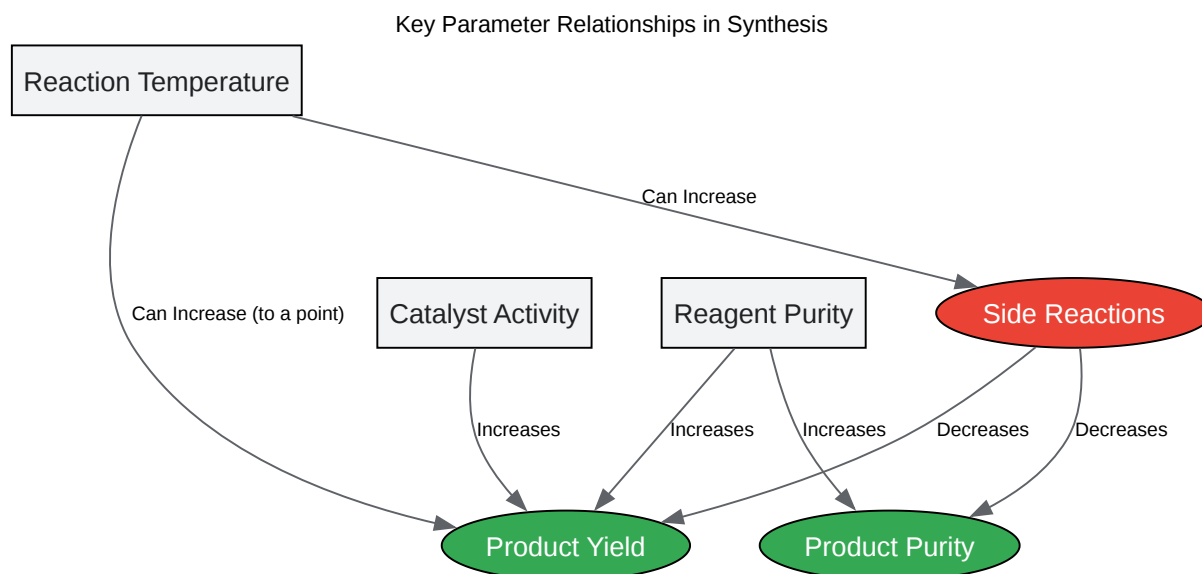 Key Parameter Relationships in Synthesis
Reaction Temperature
Can Increase
Can Increase (to a point)
Catalyst Activity
Reagent Purity
Side Reactions
Increases
Increases
Increases
Decreases
Decreases
Product Yield
Product Purity